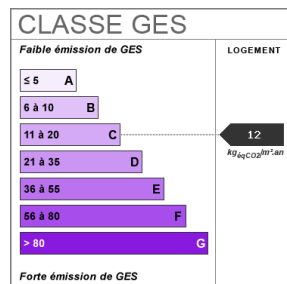 CLASSE GES
Faible émission de GES
LOGEMENT
≤ 5 A
6 à 10 B
11 à 20 C
12
kgéqCO2/m².an
21 à 35 D
36 à 55 E
56 à 80 F
> 80 G
Forte émission de GES